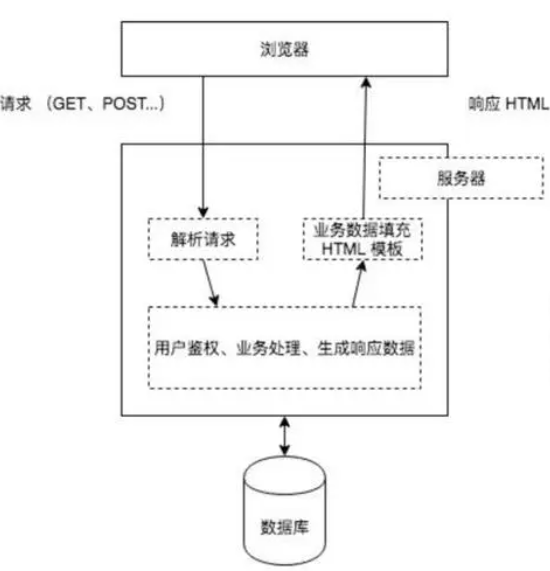 浏览器
请求 （GET、POST...）
响应 HTML
服务器
解析请求
业务数据填充
HTML 模板
用户鉴权、业务处理、生成响应数据
数据库